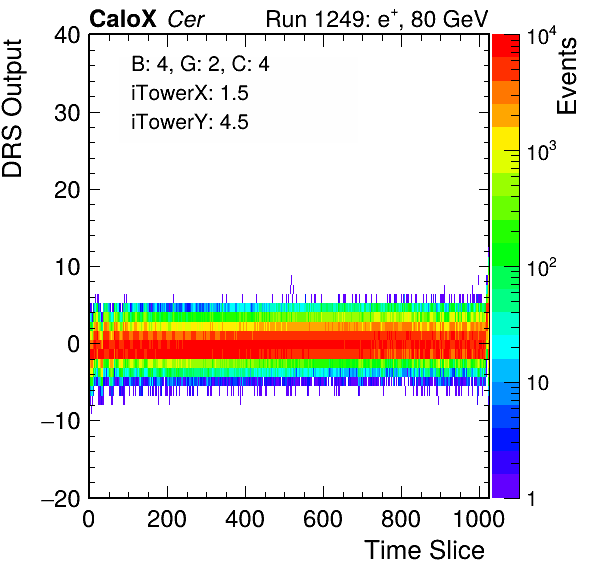 CaloX Cer Run 1249: e⁺, 80 GeV
B: 4, G: 2, C: 4
iTowerX: 1.5
iTowerY: 4.5
DRS Output
40
30
20
10
0
−10
−20
0 200 400 600 800 1000
Time Slice
Events
10⁴
10³
10²
10
1